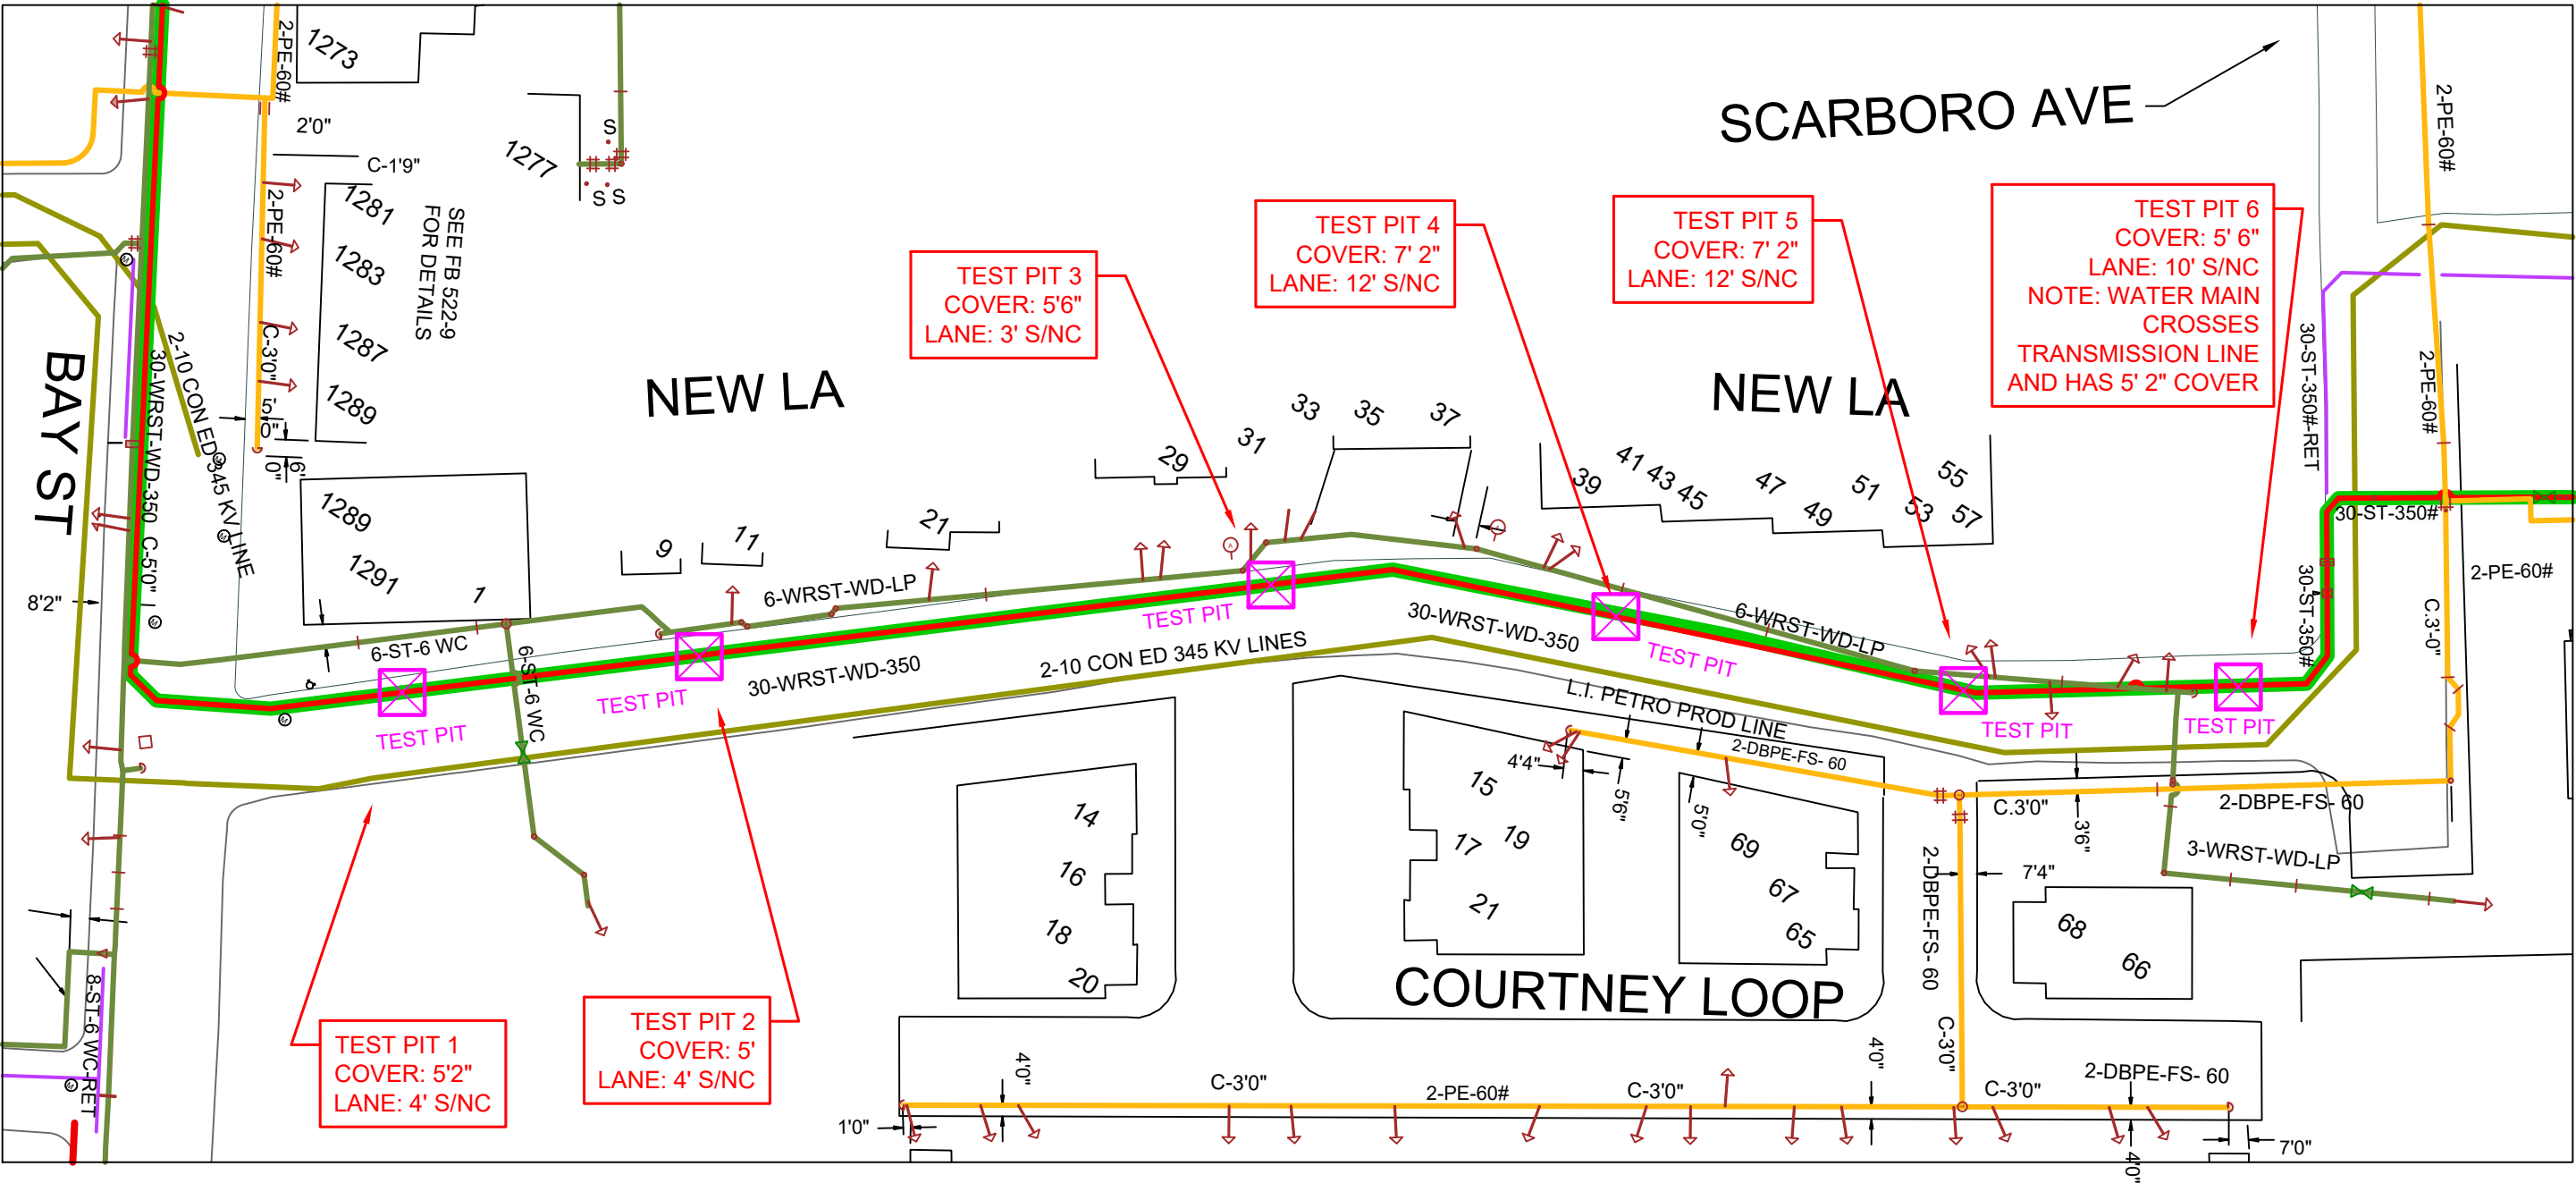 1273
2-PE-60#
2'0"
C-1'9"
1277
S
S S
1281
1283
1287
1289
SEE FB 522-9
FOR DETAILS
2-PE-60#
C-3'0"
5'
0"
6'
0"
BAY ST
30-WRST-WD-350 C-5'0"
2-10 CON ED 345 KV LINE
8'2"
1289
1291
1
9
11
21
29
31
33
35
37
39
41
43
45
47
49
51
53
55
57
NEW LA
NEW LA
SCARBORO AVE
TEST PIT 3
COVER: 5'6"
LANE: 3' S/NC
TEST PIT 4
COVER: 7' 2"
LANE: 12' S/NC
TEST PIT 5
COVER: 7' 2"
LANE: 12' S/NC
TEST PIT 6
COVER: 5' 6"
LANE: 10' S/NC
NOTE: WATER MAIN
CROSSES
TRANSMISSION LINE
AND HAS 5' 2" COVER
2-PE-60#
2-PE-60#
30-ST-350#-RET
30-ST-350#
30-ST-350#
2-PE-60#
C.3'-0"
6-ST-6 WC
6-ST-6 WC
6-WRST-WD-LP
30-WRST-WD-350
2-10 CON ED 345 KV LINES
30-WRST-WD-350
6-WRST-WD-LP
TEST PIT
TEST PIT
TEST PIT
TEST PIT
TEST PIT
TEST PIT
L.I. PETRO PROD LINE
2-DBPE-FS- 60
4'4"
5'6"
5'0"
C.3'0"
3'6"
2-DBPE-FS- 60
3-WRST-WD-LP
7'4"
2-DBPE-FS- 60
C-3'0"
14
16
18
20
15
17
19
21
69
67
65
68
66
COURTNEY LOOP
8-ST-6 WC-RET
TEST PIT 1
COVER: 5'2"
LANE: 4' S/NC
TEST PIT 2
COVER: 5'
LANE: 4' S/NC
1'0"
4'0"
C-3'0"
2-PE-60#
C-3'0"
4'0"
C-3'0"
2-DBPE-FS- 60
4'0"
7'0"